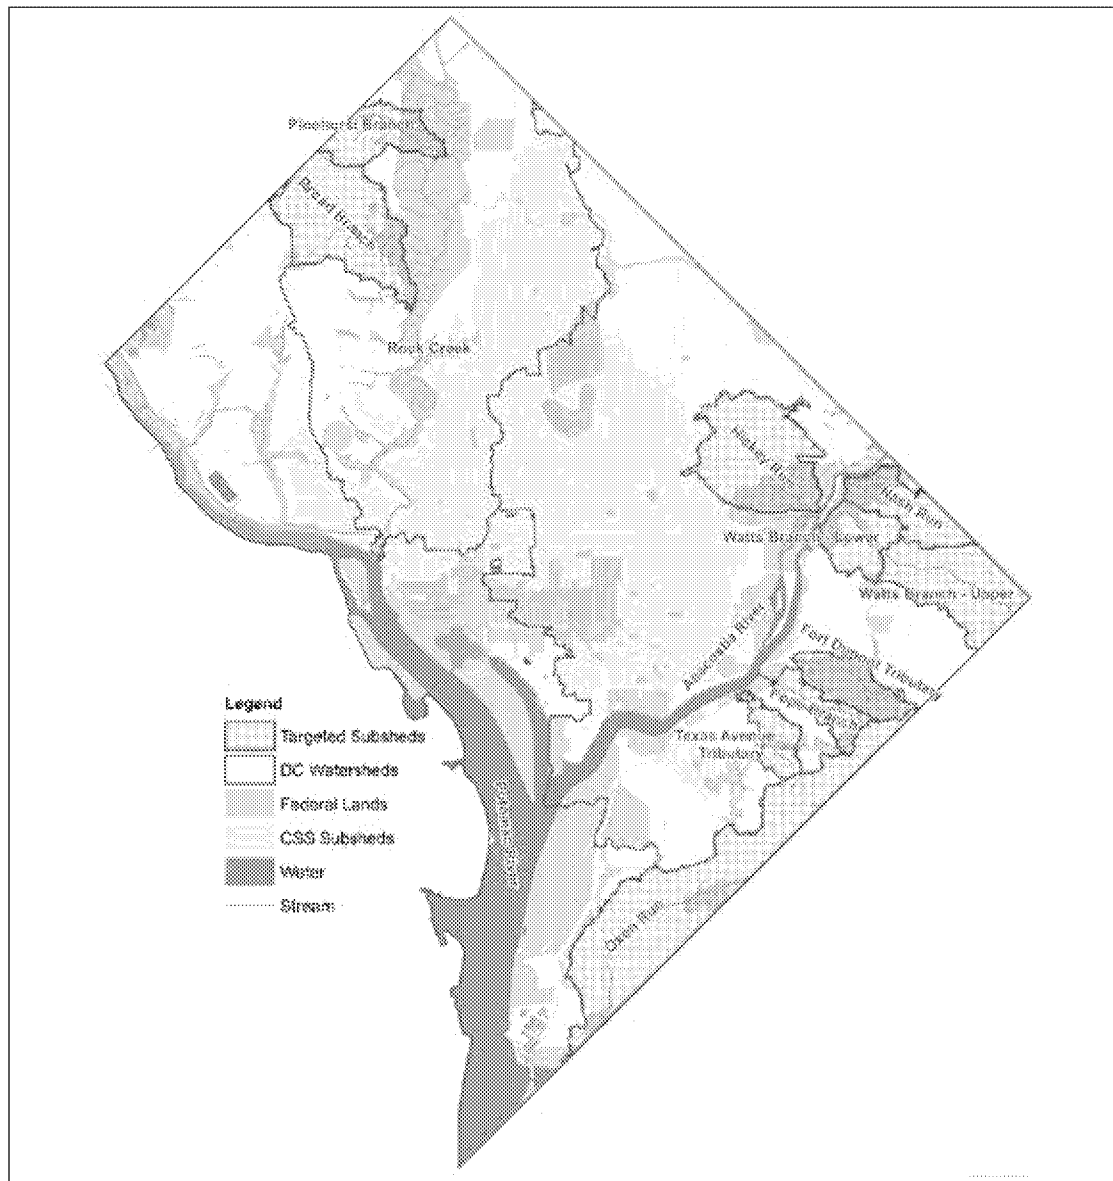 Pinehurst Branch
Broad Branch
Rock Creek
Hickey Run
Nash Run
Watts Branch - Lower
Watts Branch - Upper
Anacostia River
Fort Dupont Tributary
Texas Avenue
Tributary
Legend
Targeted Subsheds
DC Watersheds
Federal Lands
CSS Subsheds
Water
Stream
Potomac River
Oxon Run